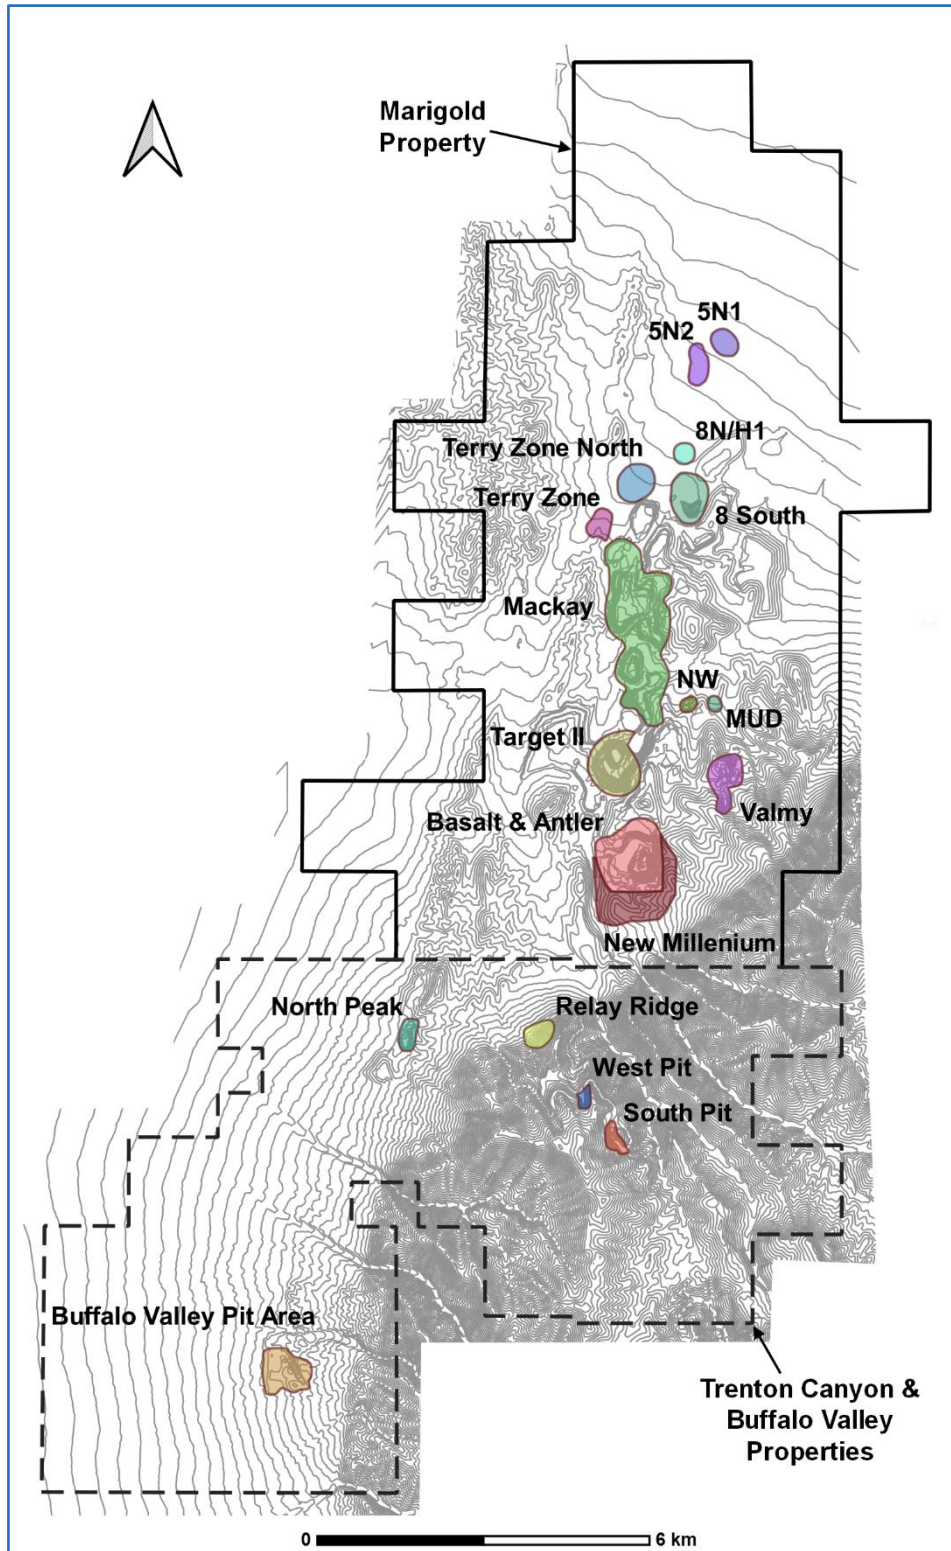 Marigold
Property
5N1
5N2
8N/H1
Terry Zone North
Terry Zone
8 South
Mackay
NW
MUD
Target II
Valmy
Basalt & Antler
New Millenium
North Peak
Relay Ridge
West Pit
South Pit
Buffalo Valley Pit Area
Trenton Canyon &
Buffalo Valley
Properties
0 6 km